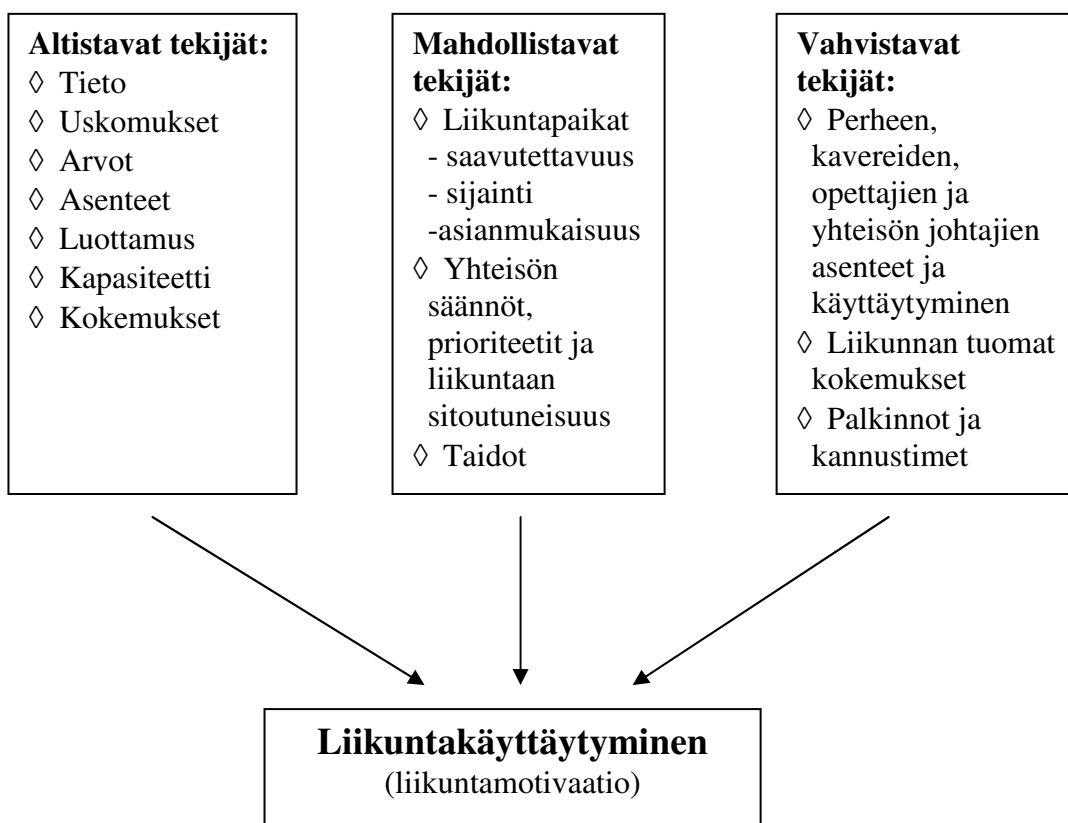 Altistavat tekijät:
◊ Tieto
◊ Uskomukset
◊ Arvot
◊ Asenteet
◊ Luottamus
◊ Kapasiteetti
◊ Kokemukset
Mahdollistavat
tekijät:
◊ Liikuntapaikat
- saavutettavuus
- sijainti
-asianmukaisuus
◊ Yhteisön
säännöt,
prioriteetit ja
liikuntaan
sitoutuneisuus
◊ Taidot
Vahvistavat
tekijät:
◊ Perheen,
kavereiden,
opettajien ja
yhteisön johtajien
asenteet ja
käyttäytyminen
◊ Liikunnan tuomat
kokemukset
◊ Palkinnot ja
kannustimet
Liikuntakäyttäytyminen
(liikuntamotivaatio)